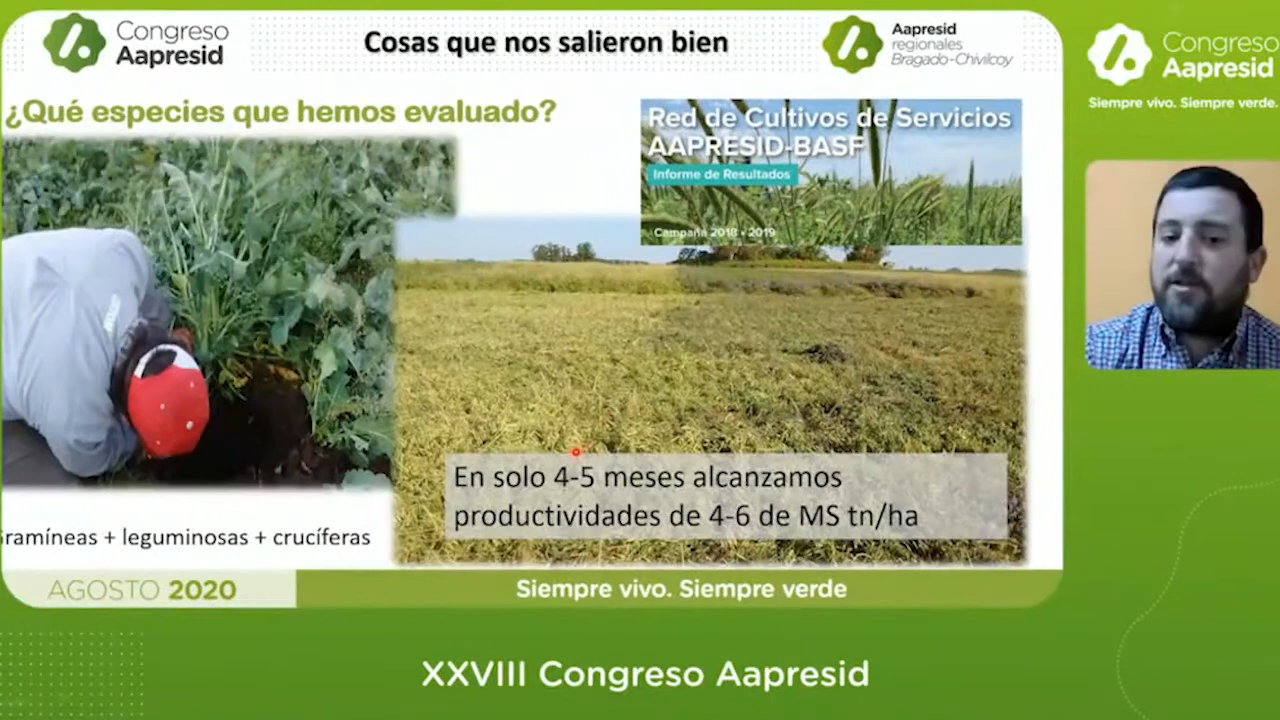 Congreso
Aapresid
Cosas que nos salieron bien
Aapresid
regionales
Bragado-Chivilcoy
Congreso
Aapresid
Siempre vivo. Siempre verde.
¿Qué especies que hemos evaluado?
Red de Cultivos de Servicios
AAPRESID-BASF
Informe de Resultados
Campaña 2018 - 2019
En solo 4-5 meses alcanzamos
productividades de 4-6 de MS tn/ha
ramíneas + leguminosas + crucíferas
AGOSTO 2020
Siempre vivo. Siempre verde
XXVIII Congreso Aapresid